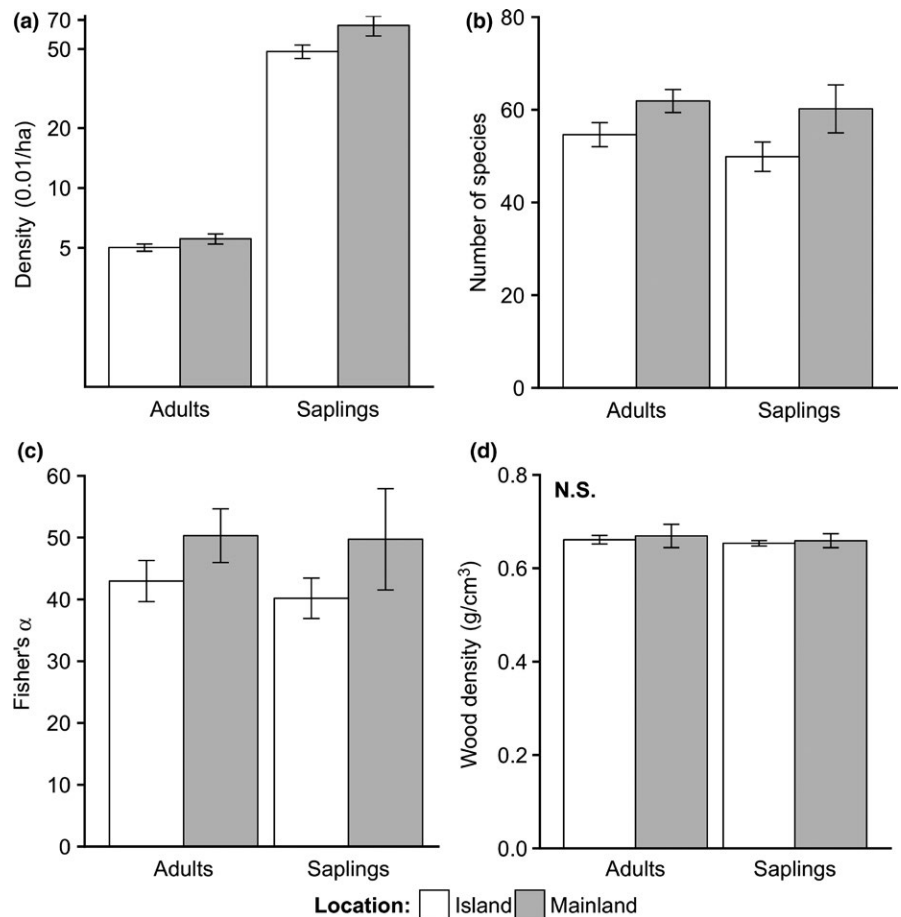 (a)
Density (0.01/ha)
70
50
20
10
5
Adults Saplings
(b)
Number of species
80
60
40
20
0
Adults Saplings
(c)
Fisher's α
60
50
40
30
20
10
0
Adults Saplings
(d)
N.S.
Wood density (g/cm³)
0.8
0.6
0.4
0.2
0.0
Adults Saplings
Location: Island Mainland